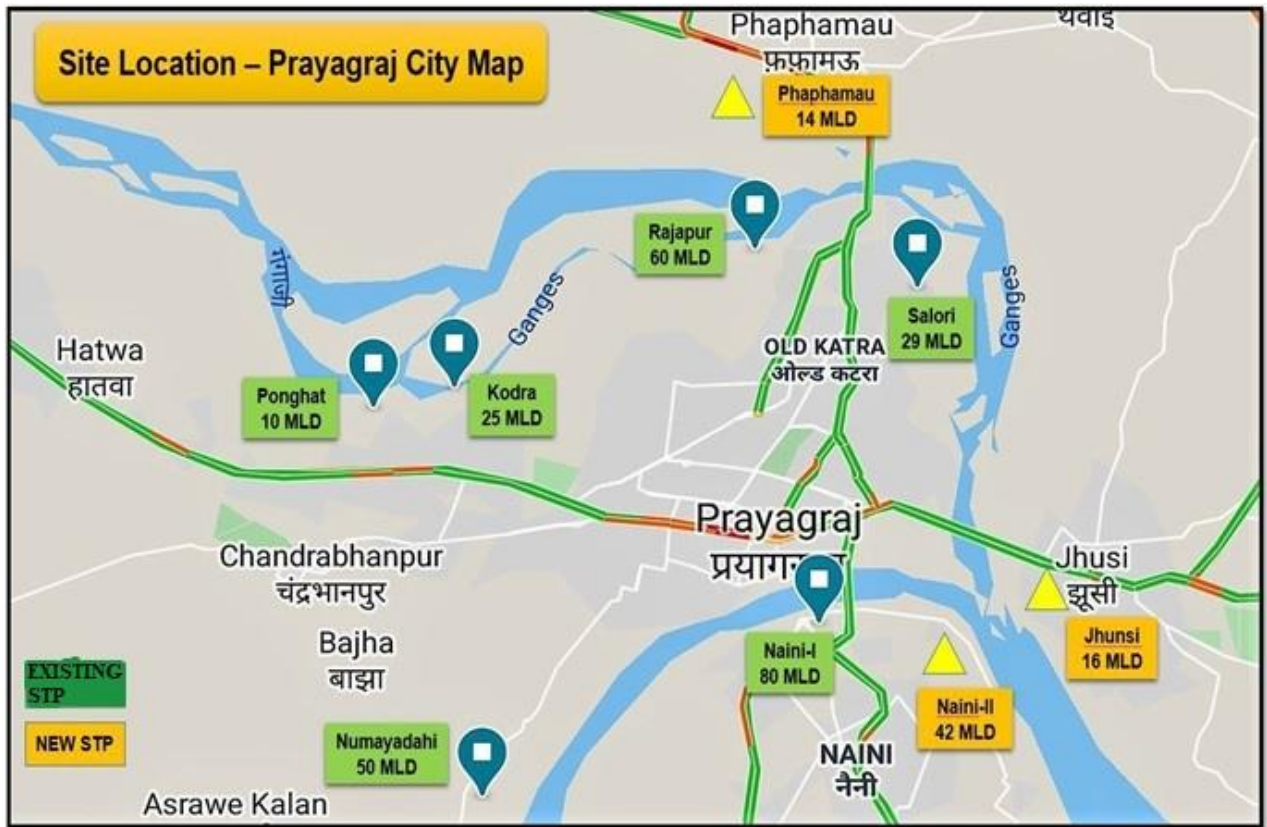 Site Location – Prayagraj City Map
Phaphamau
फ़फ़ामऊ
थवाई
Phaphamau
14 MLD
Rajapur
60 MLD
गंगाजी
Ganges
Salori
29 MLD
Ganges
Hatwa
हातवा
OLD KATRA
ओल्ड कटरा
Ponghat
10 MLD
Kodra
25 MLD
Prayagraj
Chandrabhanpur
चंद्रभानपुर
Jhusi
झूसी
Jhunsi
16 MLD
Bajha
बाझा
Naini-I
80 MLD
EXISTING
STP
NEW STP
Naini-II
42 MLD
Numayadahi
50 MLD
NAINI
नैनी
Asrawe Kalan